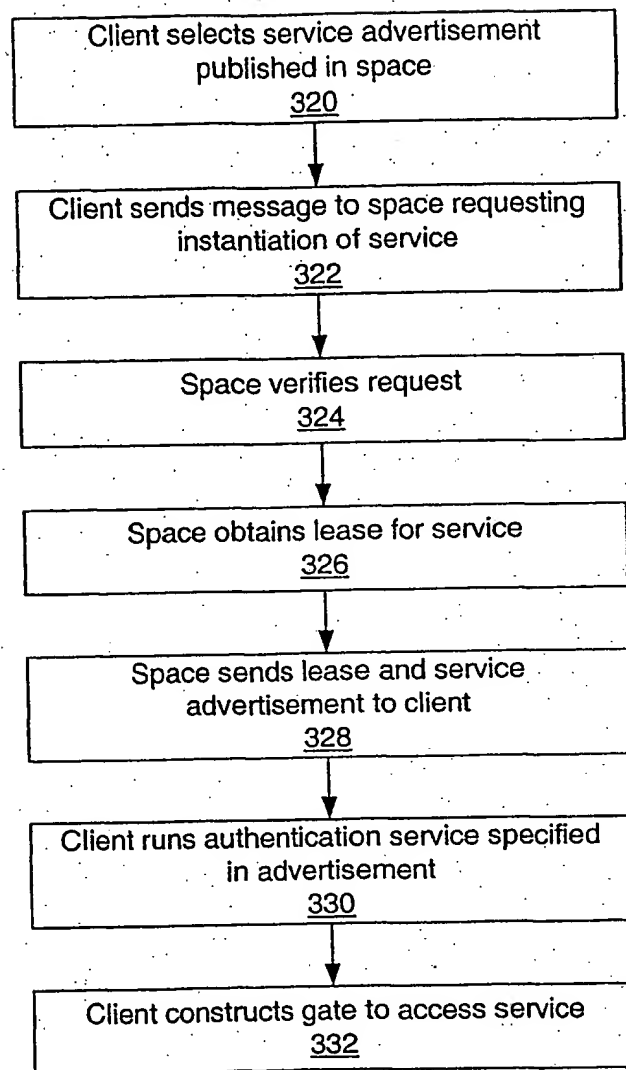 Client selects service advertisement
published in space
320
Client sends message to space requesting
instantiation of service
322
Space verifies request
324
Space obtains lease for service
326
Space sends lease and service
advertisement to client
328
Client runs authentication service specified
in advertisement
330
Client constructs gate to access service
332